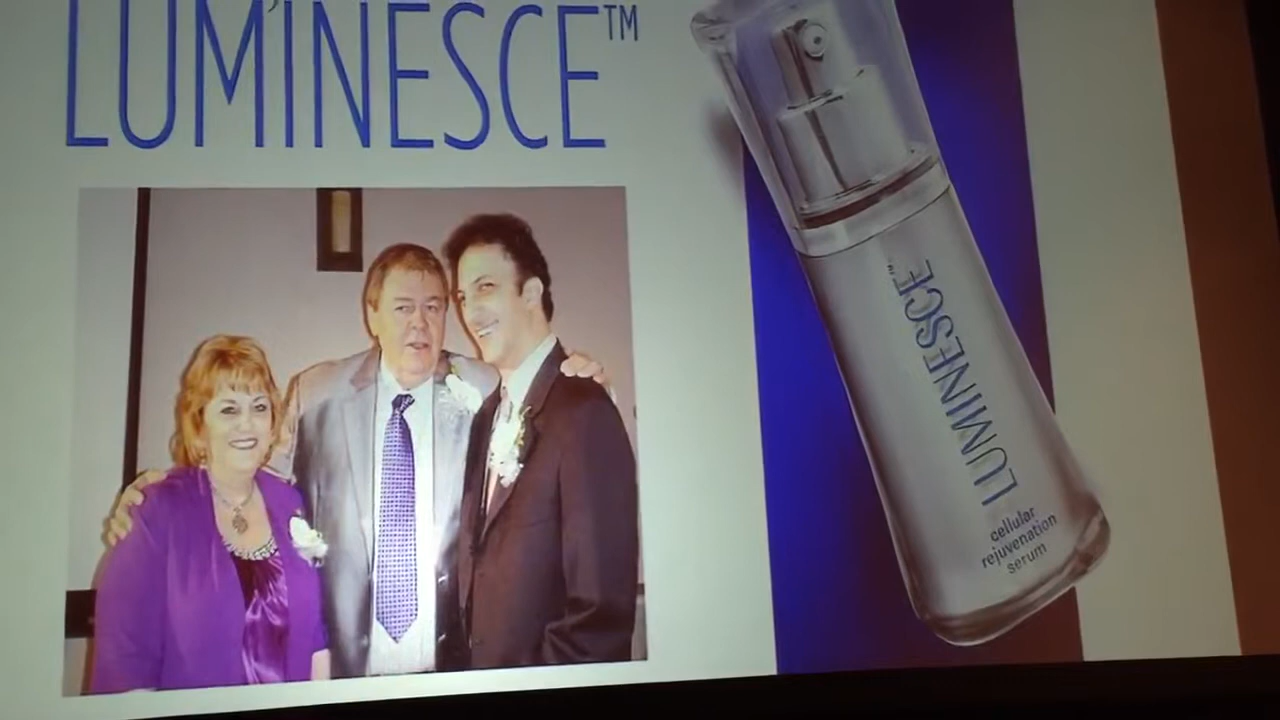 LUMINESCE™
LUMINESCE™
cellular
rejuvenation
serum